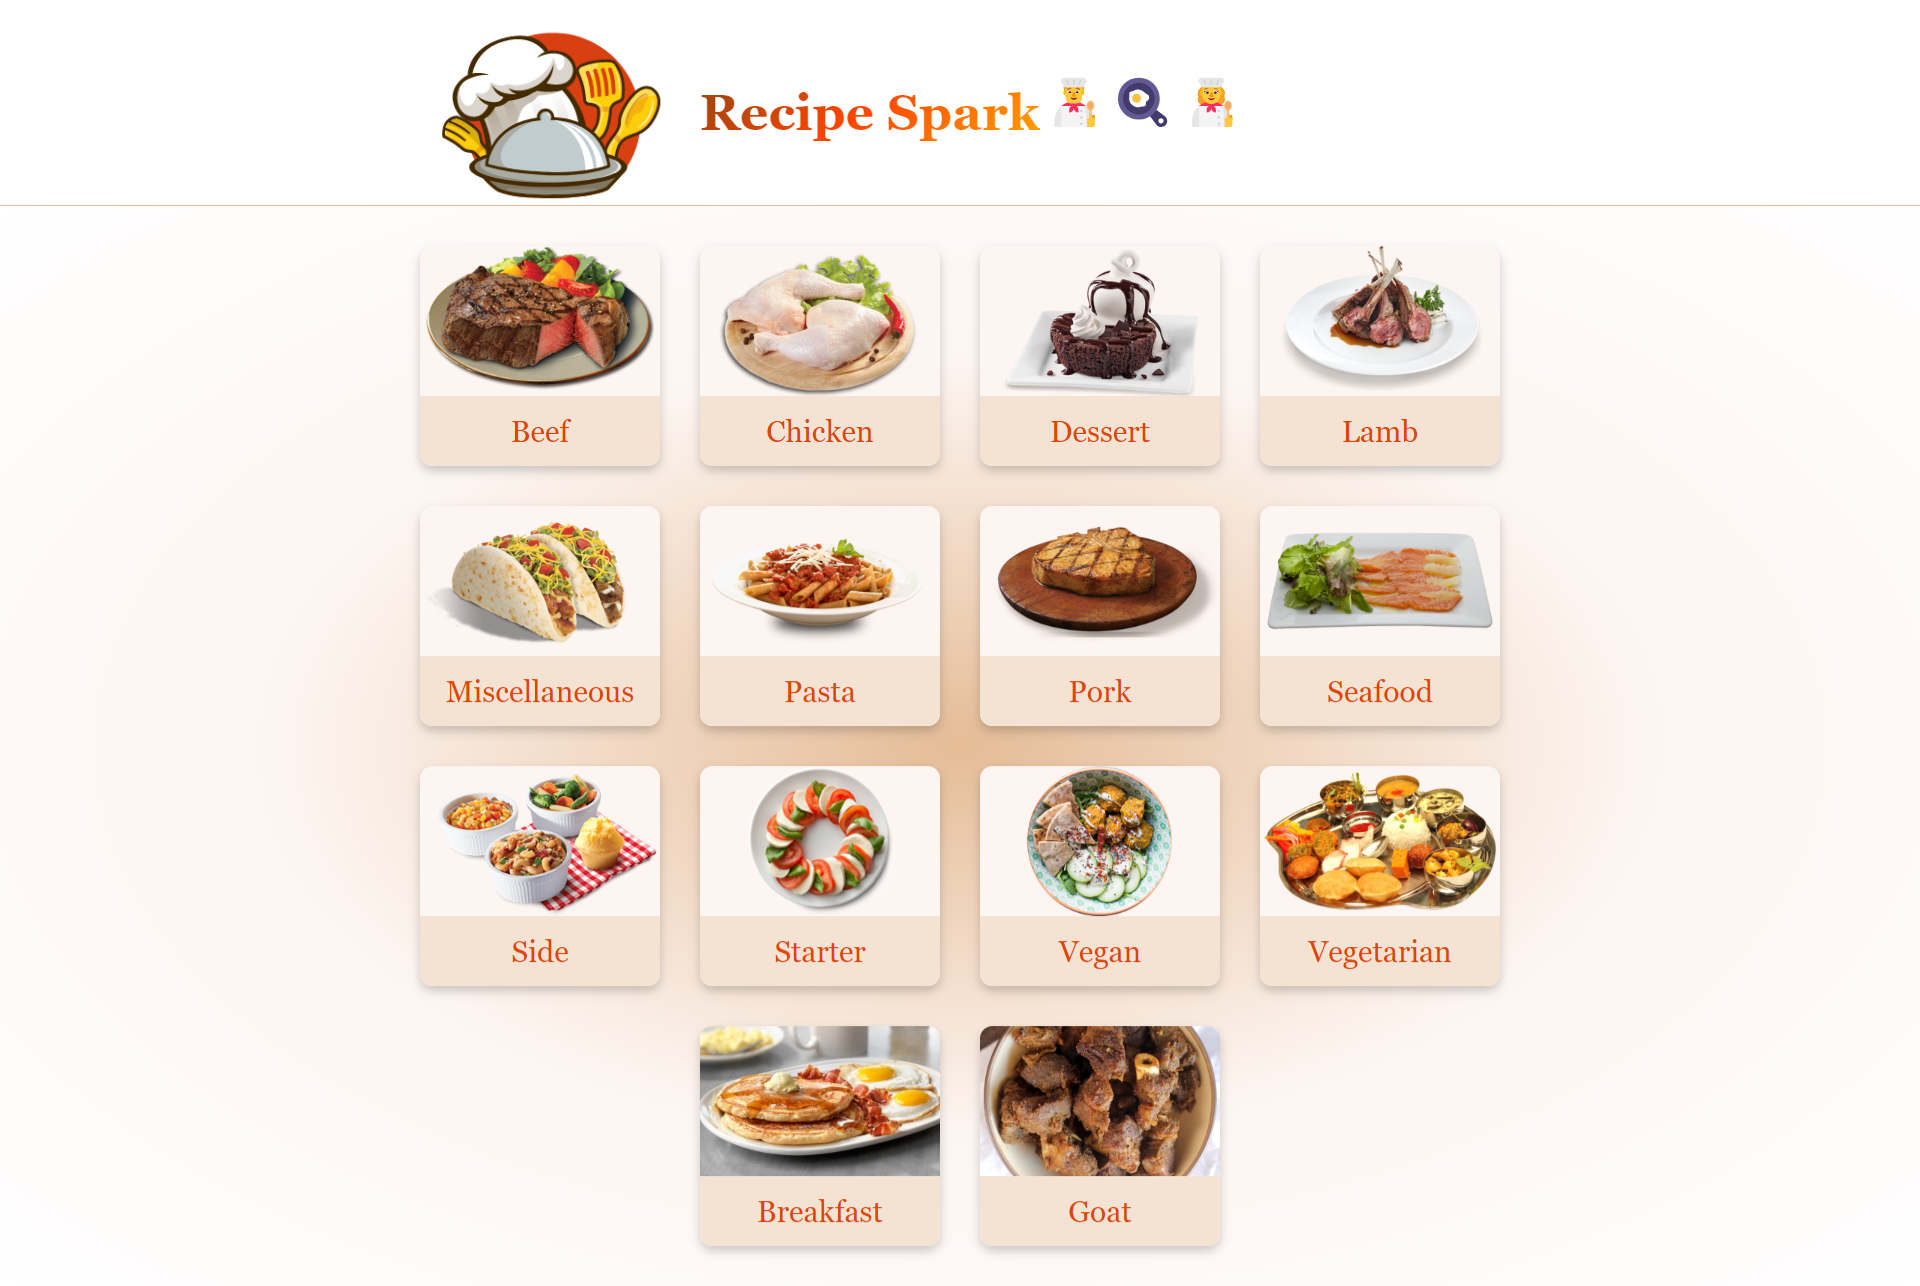 Recipe Spark
Beef
Chicken
Dessert
Lamb
Miscellaneous
Pasta
Pork
Seafood
Side
Starter
Vegan
Vegetarian
Breakfast
Goat